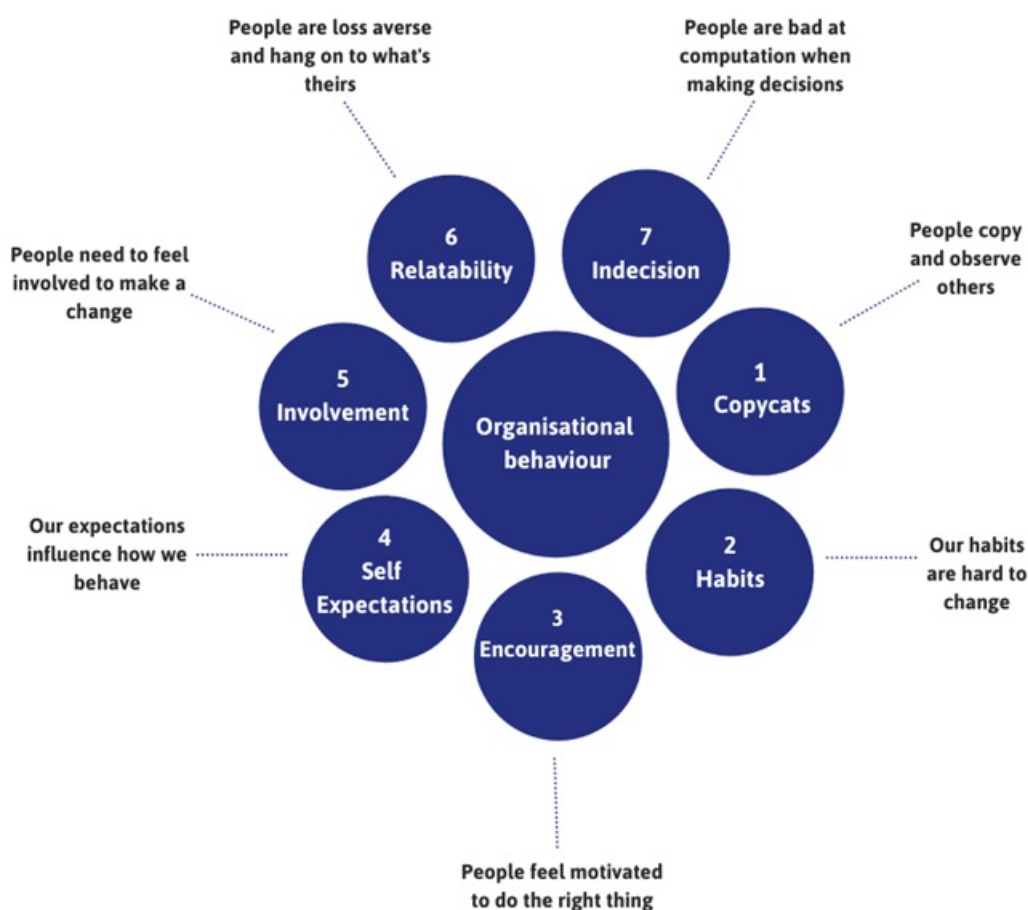 People are loss averse
and hang on to what's
theirs
People are bad at
computation when
making decisions
6
Relatability
7
Indecision
People copy
and observe
others
People need to feel
involved to make a
change
5
Involvement
1
Copycats
Organisational
behaviour
Our expectations
influence how we
behave
4
Self
Expectations
2
Habits
Our habits
are hard to
change
3
Encouragement
People feel motivated
to do the right thing